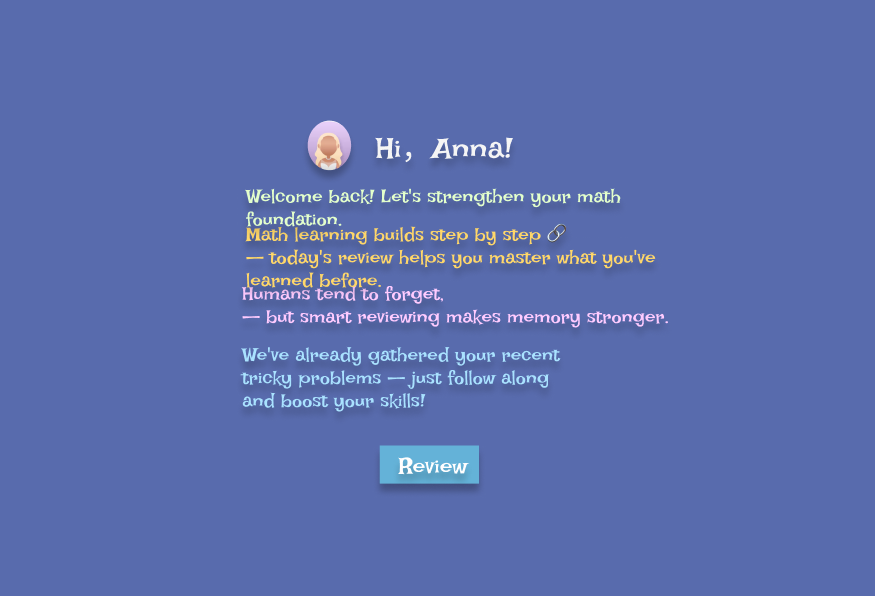 Hi, Anna!
Welcome back! Let's strengthen your math
foundation.
Math learning builds step by step 🔗
— today's review helps you master what you've
learned before.
Humans tend to forget,
— but smart reviewing makes memory stronger.
We've already gathered your recent
tricky problems — just follow along
and boost your skills!
Review